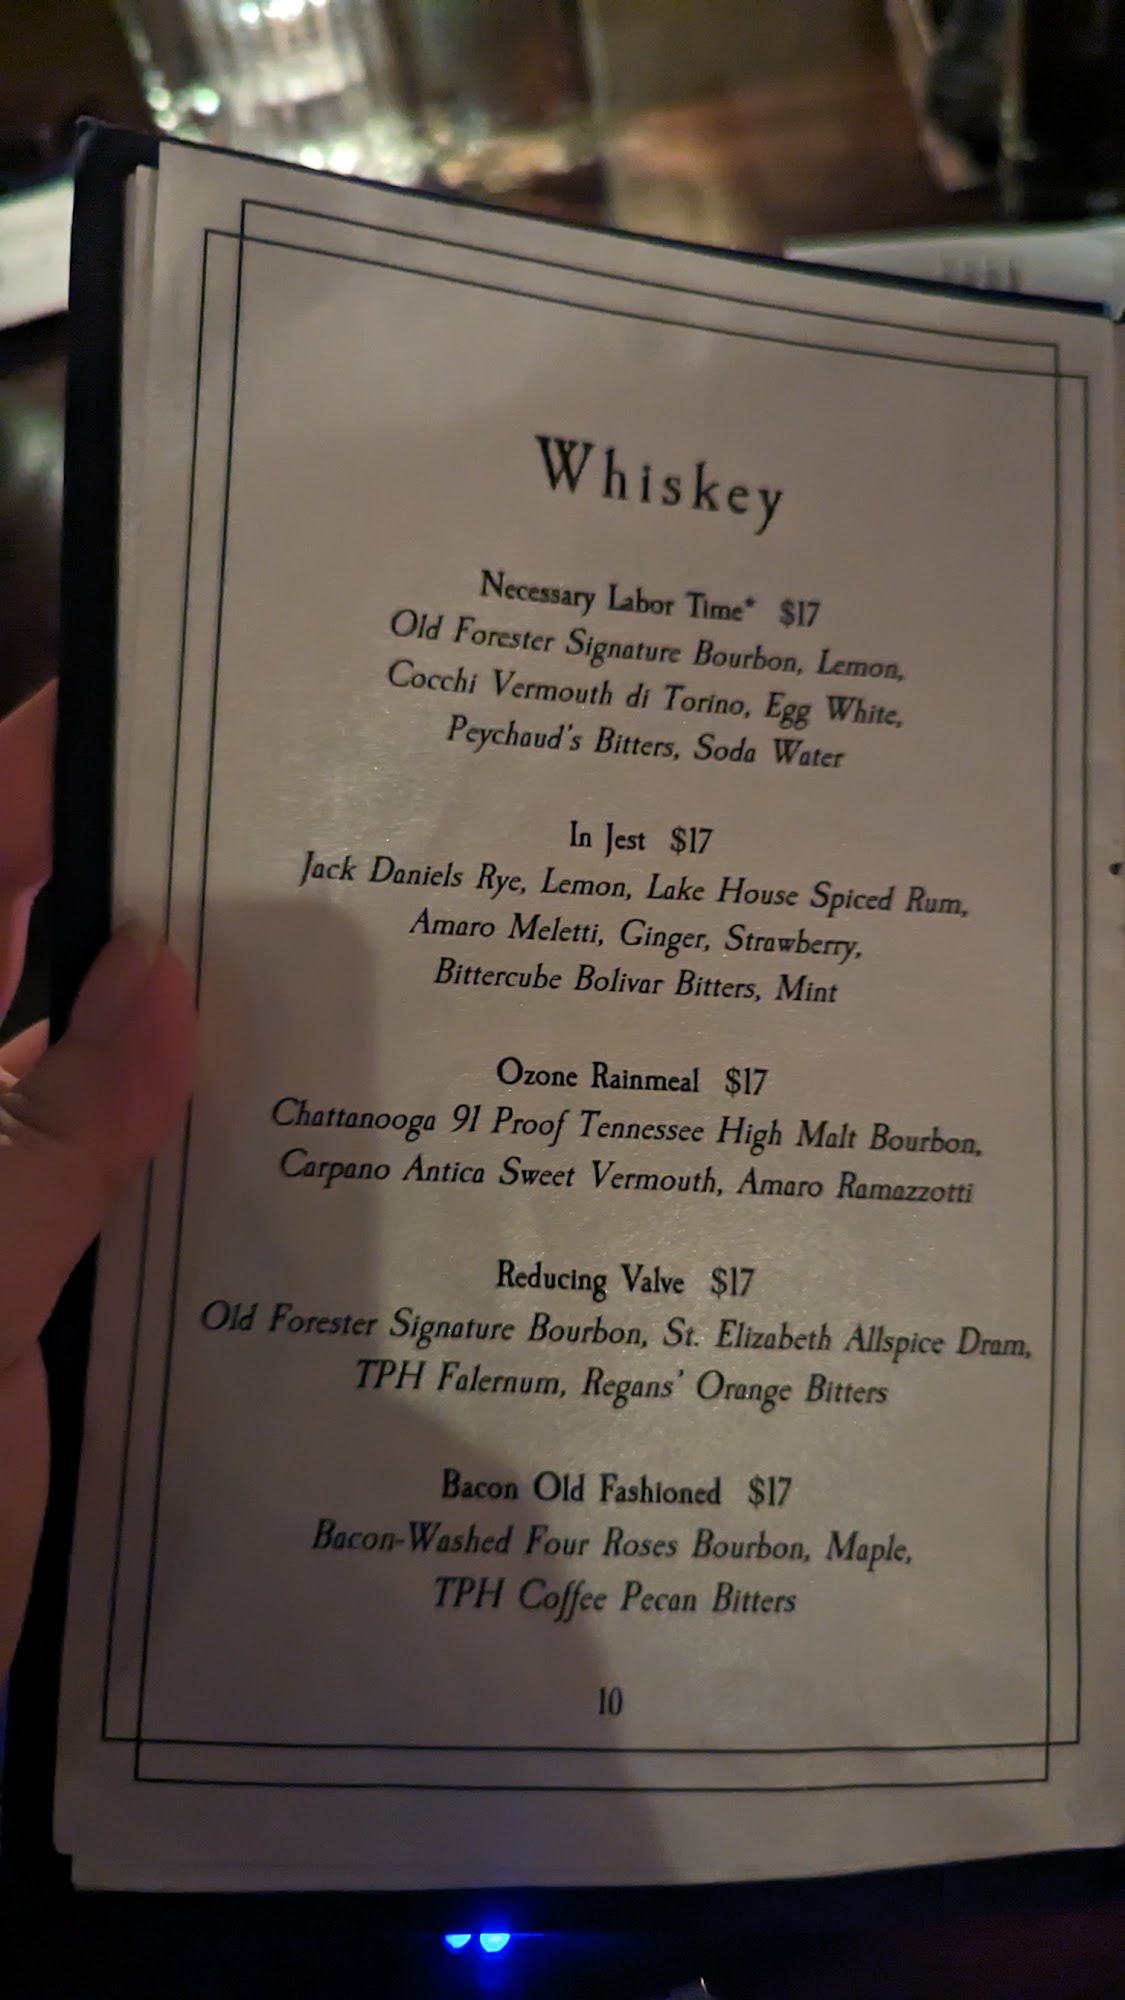 Whiskey
Necessary Labor Time* $17
Old Forester Signature Bourbon, Lemon,
Cocchi Vermouth di Torino, Egg White,
Peychaud's Bitters, Soda Water
In Jest $17
Jack Daniels Rye, Lemon, Lake House Spiced Rum,
Amaro Meletti, Ginger, Strawberry,
Bittercube Bolivar Bitters, Mint
Ozone Rainmeal $17
Chattanooga 91 Proof Tennessee High Malt Bourbon,
Carpano Antica Sweet Vermouth, Amaro Ramazzotti
Reducing Valve $17
Old Forester Signature Bourbon, St. Elizabeth Allspice Dram,
TPH Falernum, Regans' Orange Bitters
Bacon Old Fashioned $17
Bacon-Washed Four Roses Bourbon, Maple,
TPH Coffee Pecan Bitters
10